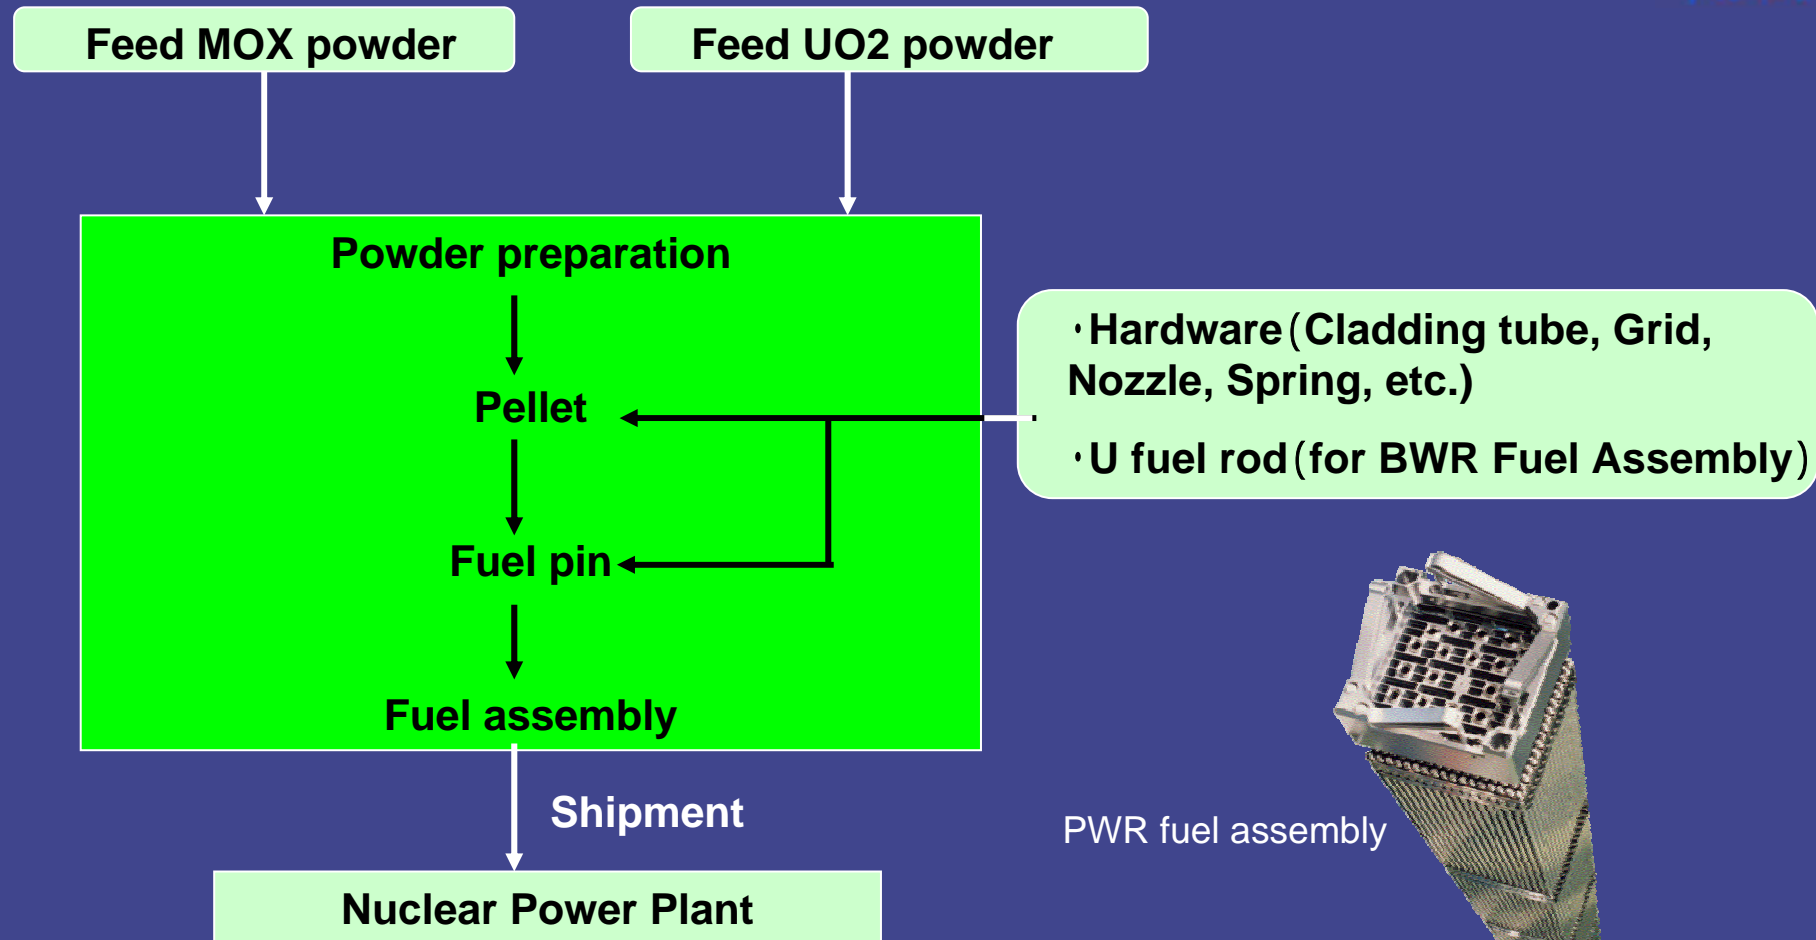 Feed MOX powder
Feed UO2 powder
Powder preparation
Pellet
Fuel pin
Fuel assembly
・Hardware（Cladding tube, Grid,
Nozzle, Spring, etc.)
・U fuel rod（for BWR Fuel Assembly）
Shipment
PWR fuel assembly
Nuclear Power Plant